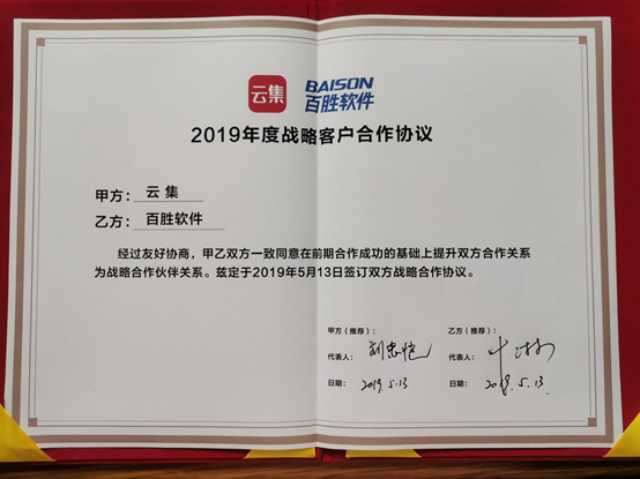 云集
BAISON
百胜软件
2019年度战略客户合作协议
甲方：云集
乙方：百胜软件
经过友好协商，甲乙双方一致同意在前期合作成功的基础上提升双方合作关系
为战略合作伙伴关系。兹定于2019年5月13日签订双方战略合作协议。
甲方（推荐）：
代表人：
日期：2019.5.13
乙方（推荐）：
代表人：
日期：2019.5.13.